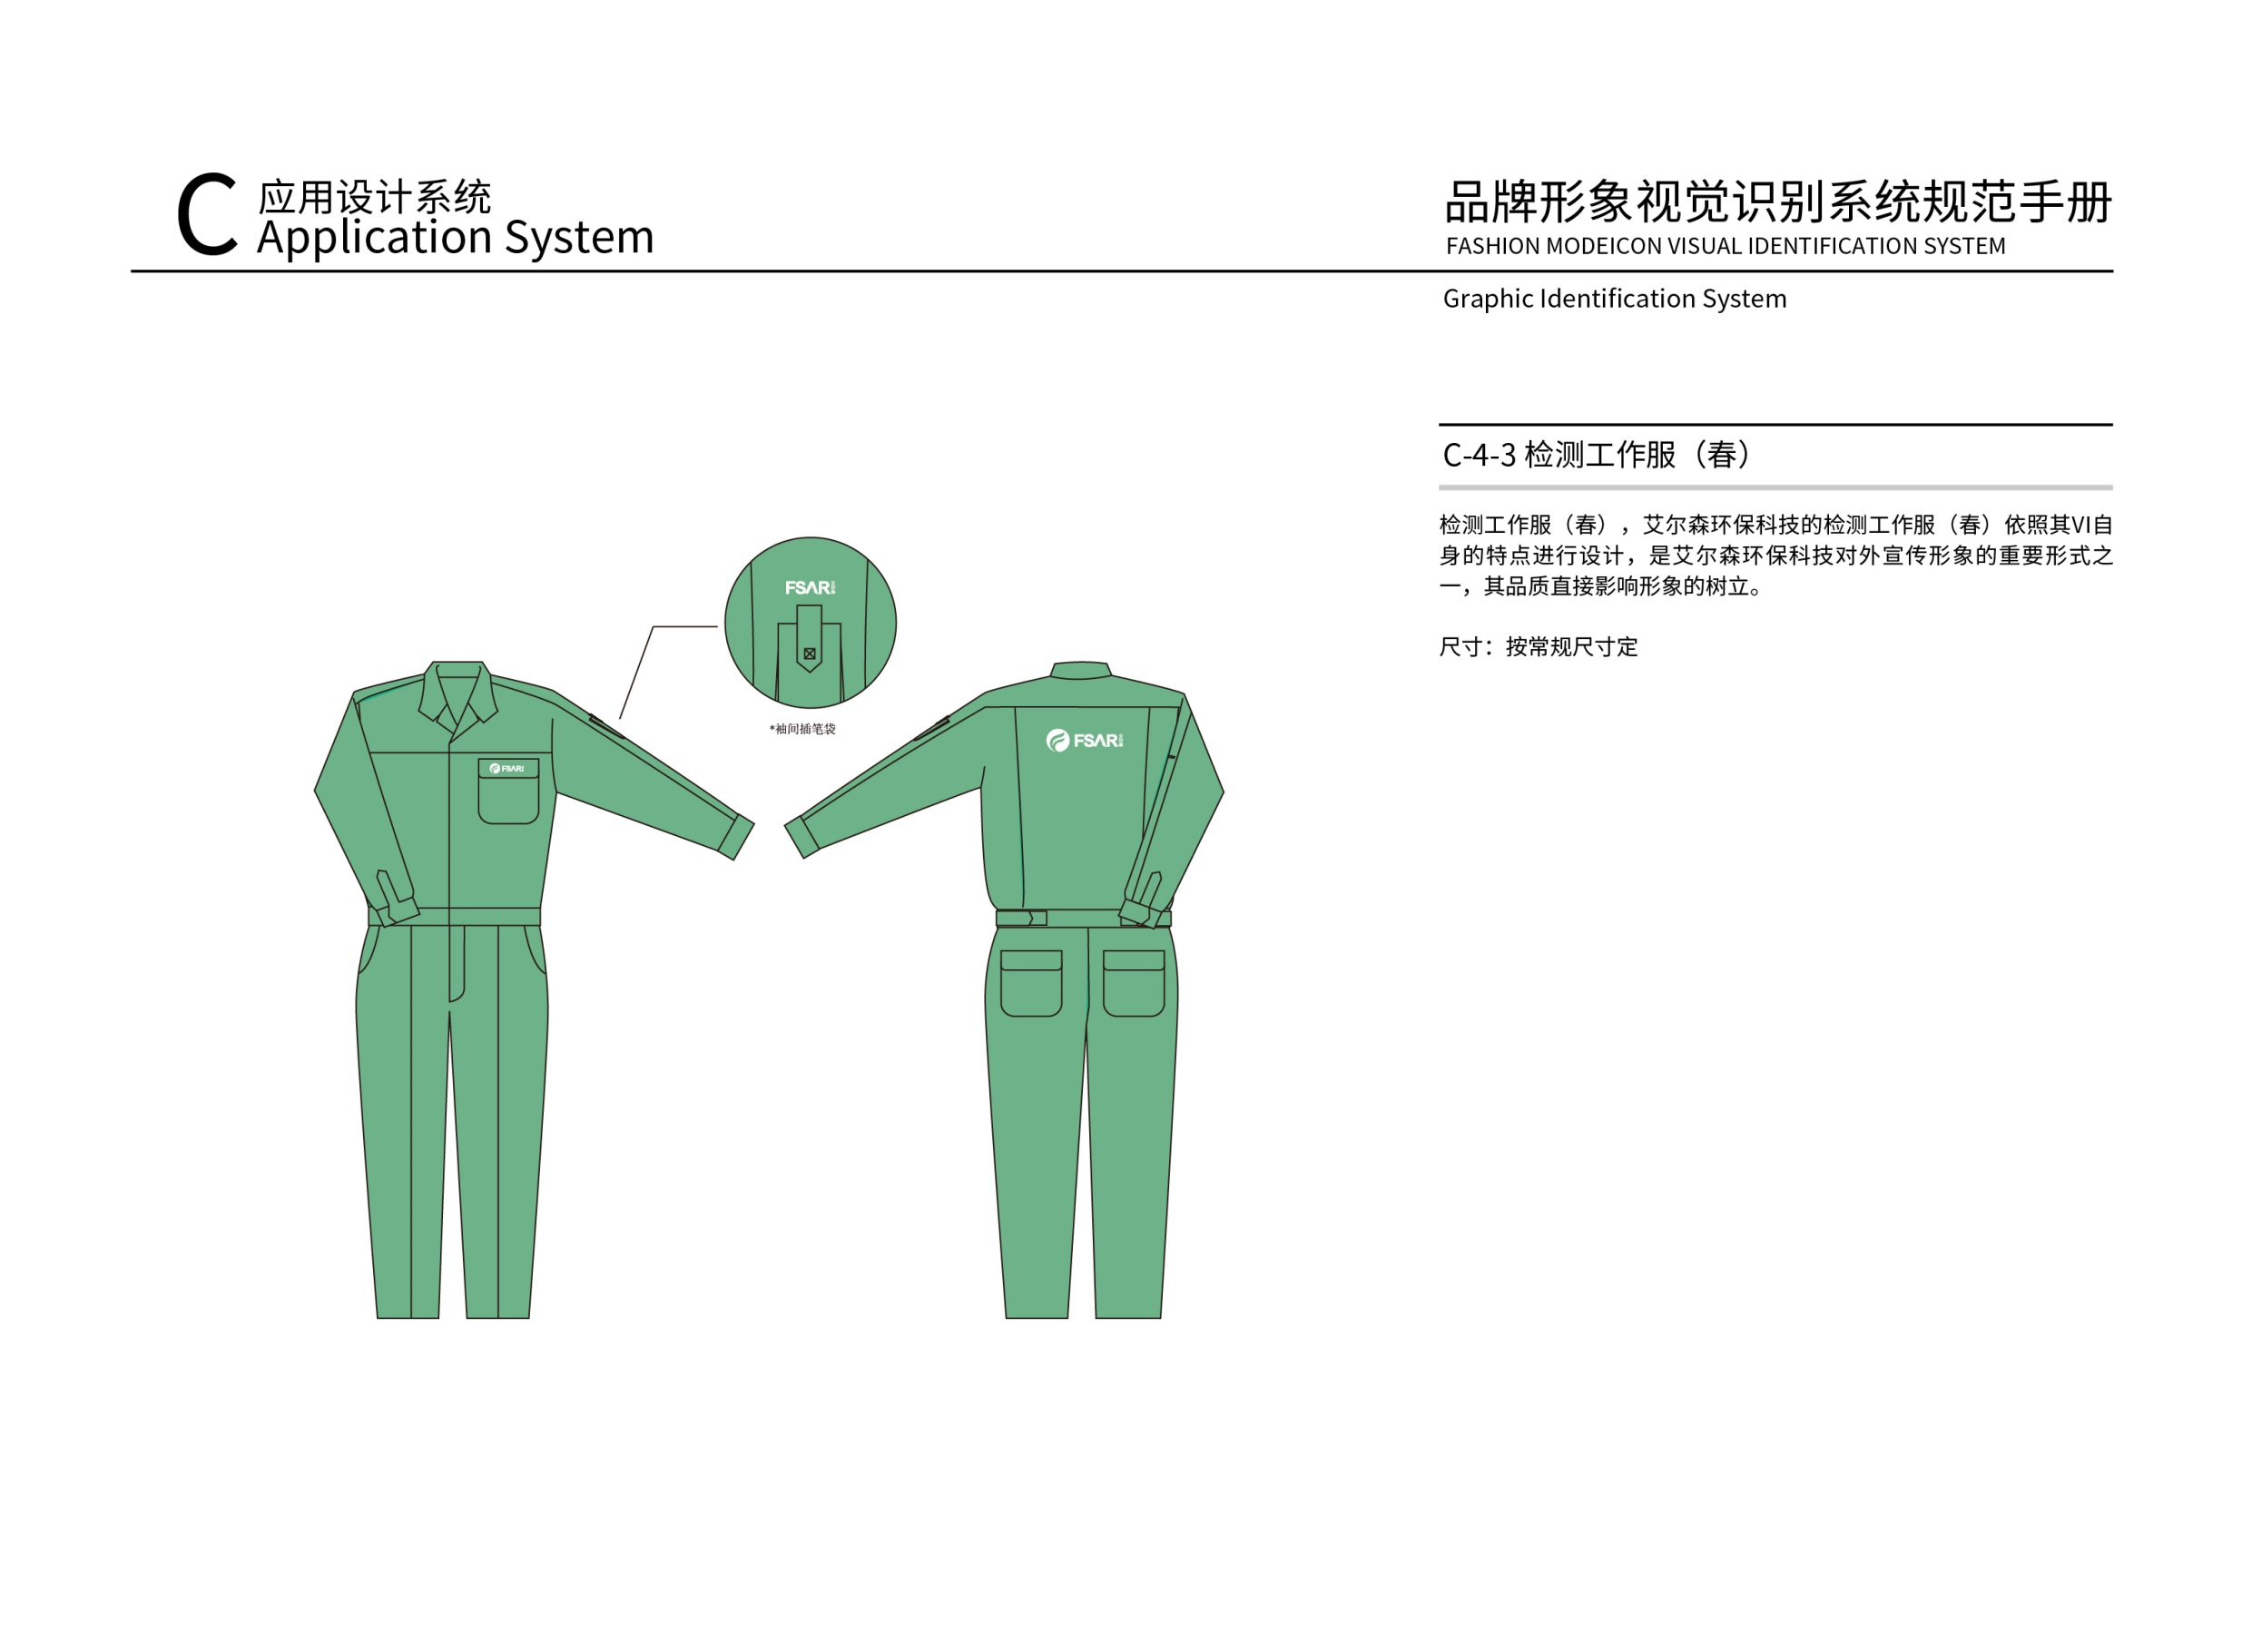 C
应用设计系统
Application System
品牌形象视觉识别系统规范手册
FASHION MODEICON VISUAL IDENTIFICATION SYSTEM
Graphic Identification System
C-4-3 检测工作服（春）
检测工作服（春），艾尔森环保科技的检测工作服（春）依照其VI自
身的特点进行设计，是艾尔森环保科技对外宣传形象的重要形式之
一，其品质直接影响形象的树立。
尺寸：按常规尺寸定
FSAR
*袖间插笔袋
FSAR
FSAR